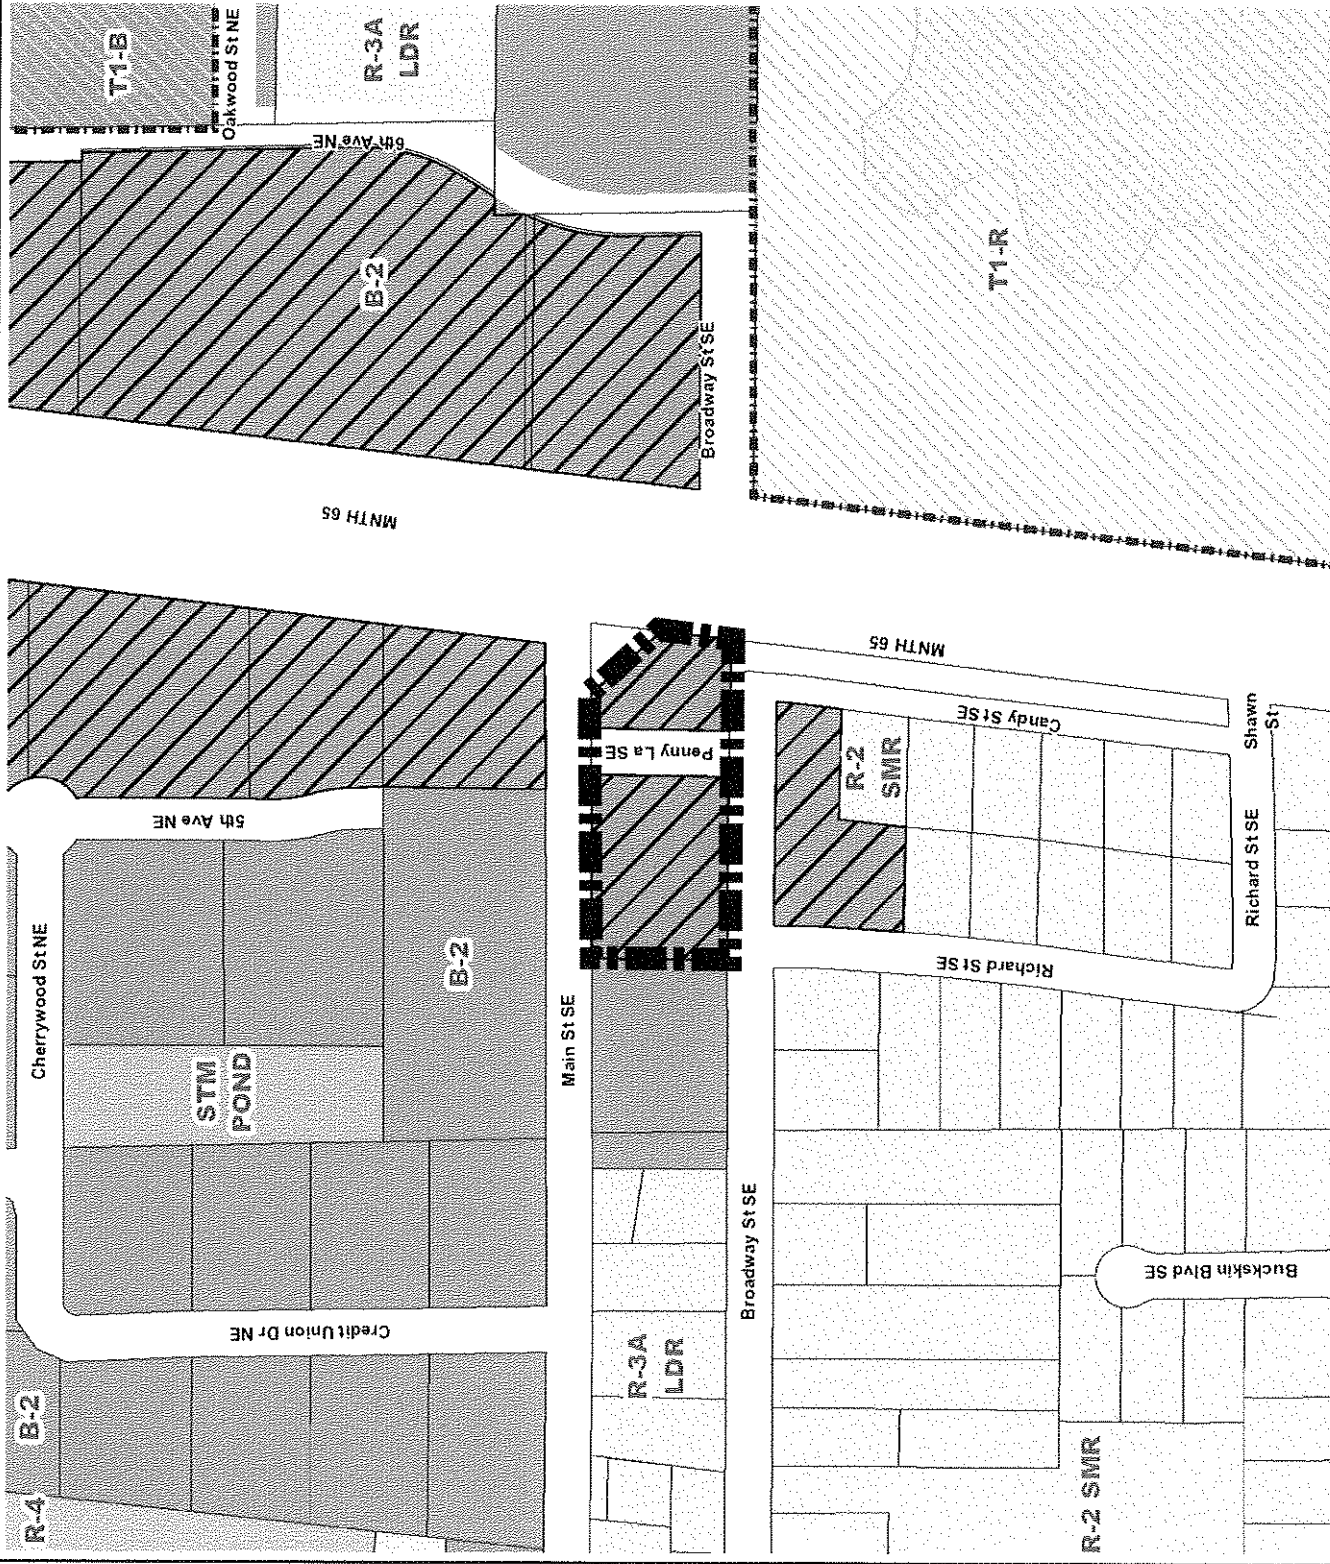 R-4
B-2
Cherrywood St NE
T1-B
STM
POND
5th Ave NE
Oakwood St NE
Credit Union Dr NE
MNTH 65
6th Ave NE
B-2
R-3A
LDR
B-2
Main St SE
R-3A
LDR
Penny La SE
Broadway St SE
Broadway St SE
R-2
SMR
MNTH 65
T1-R
Richard St SE
Candy St SE
R-2 SMR
Buckskin Blvd SE
Richard St SE
Shawn
St